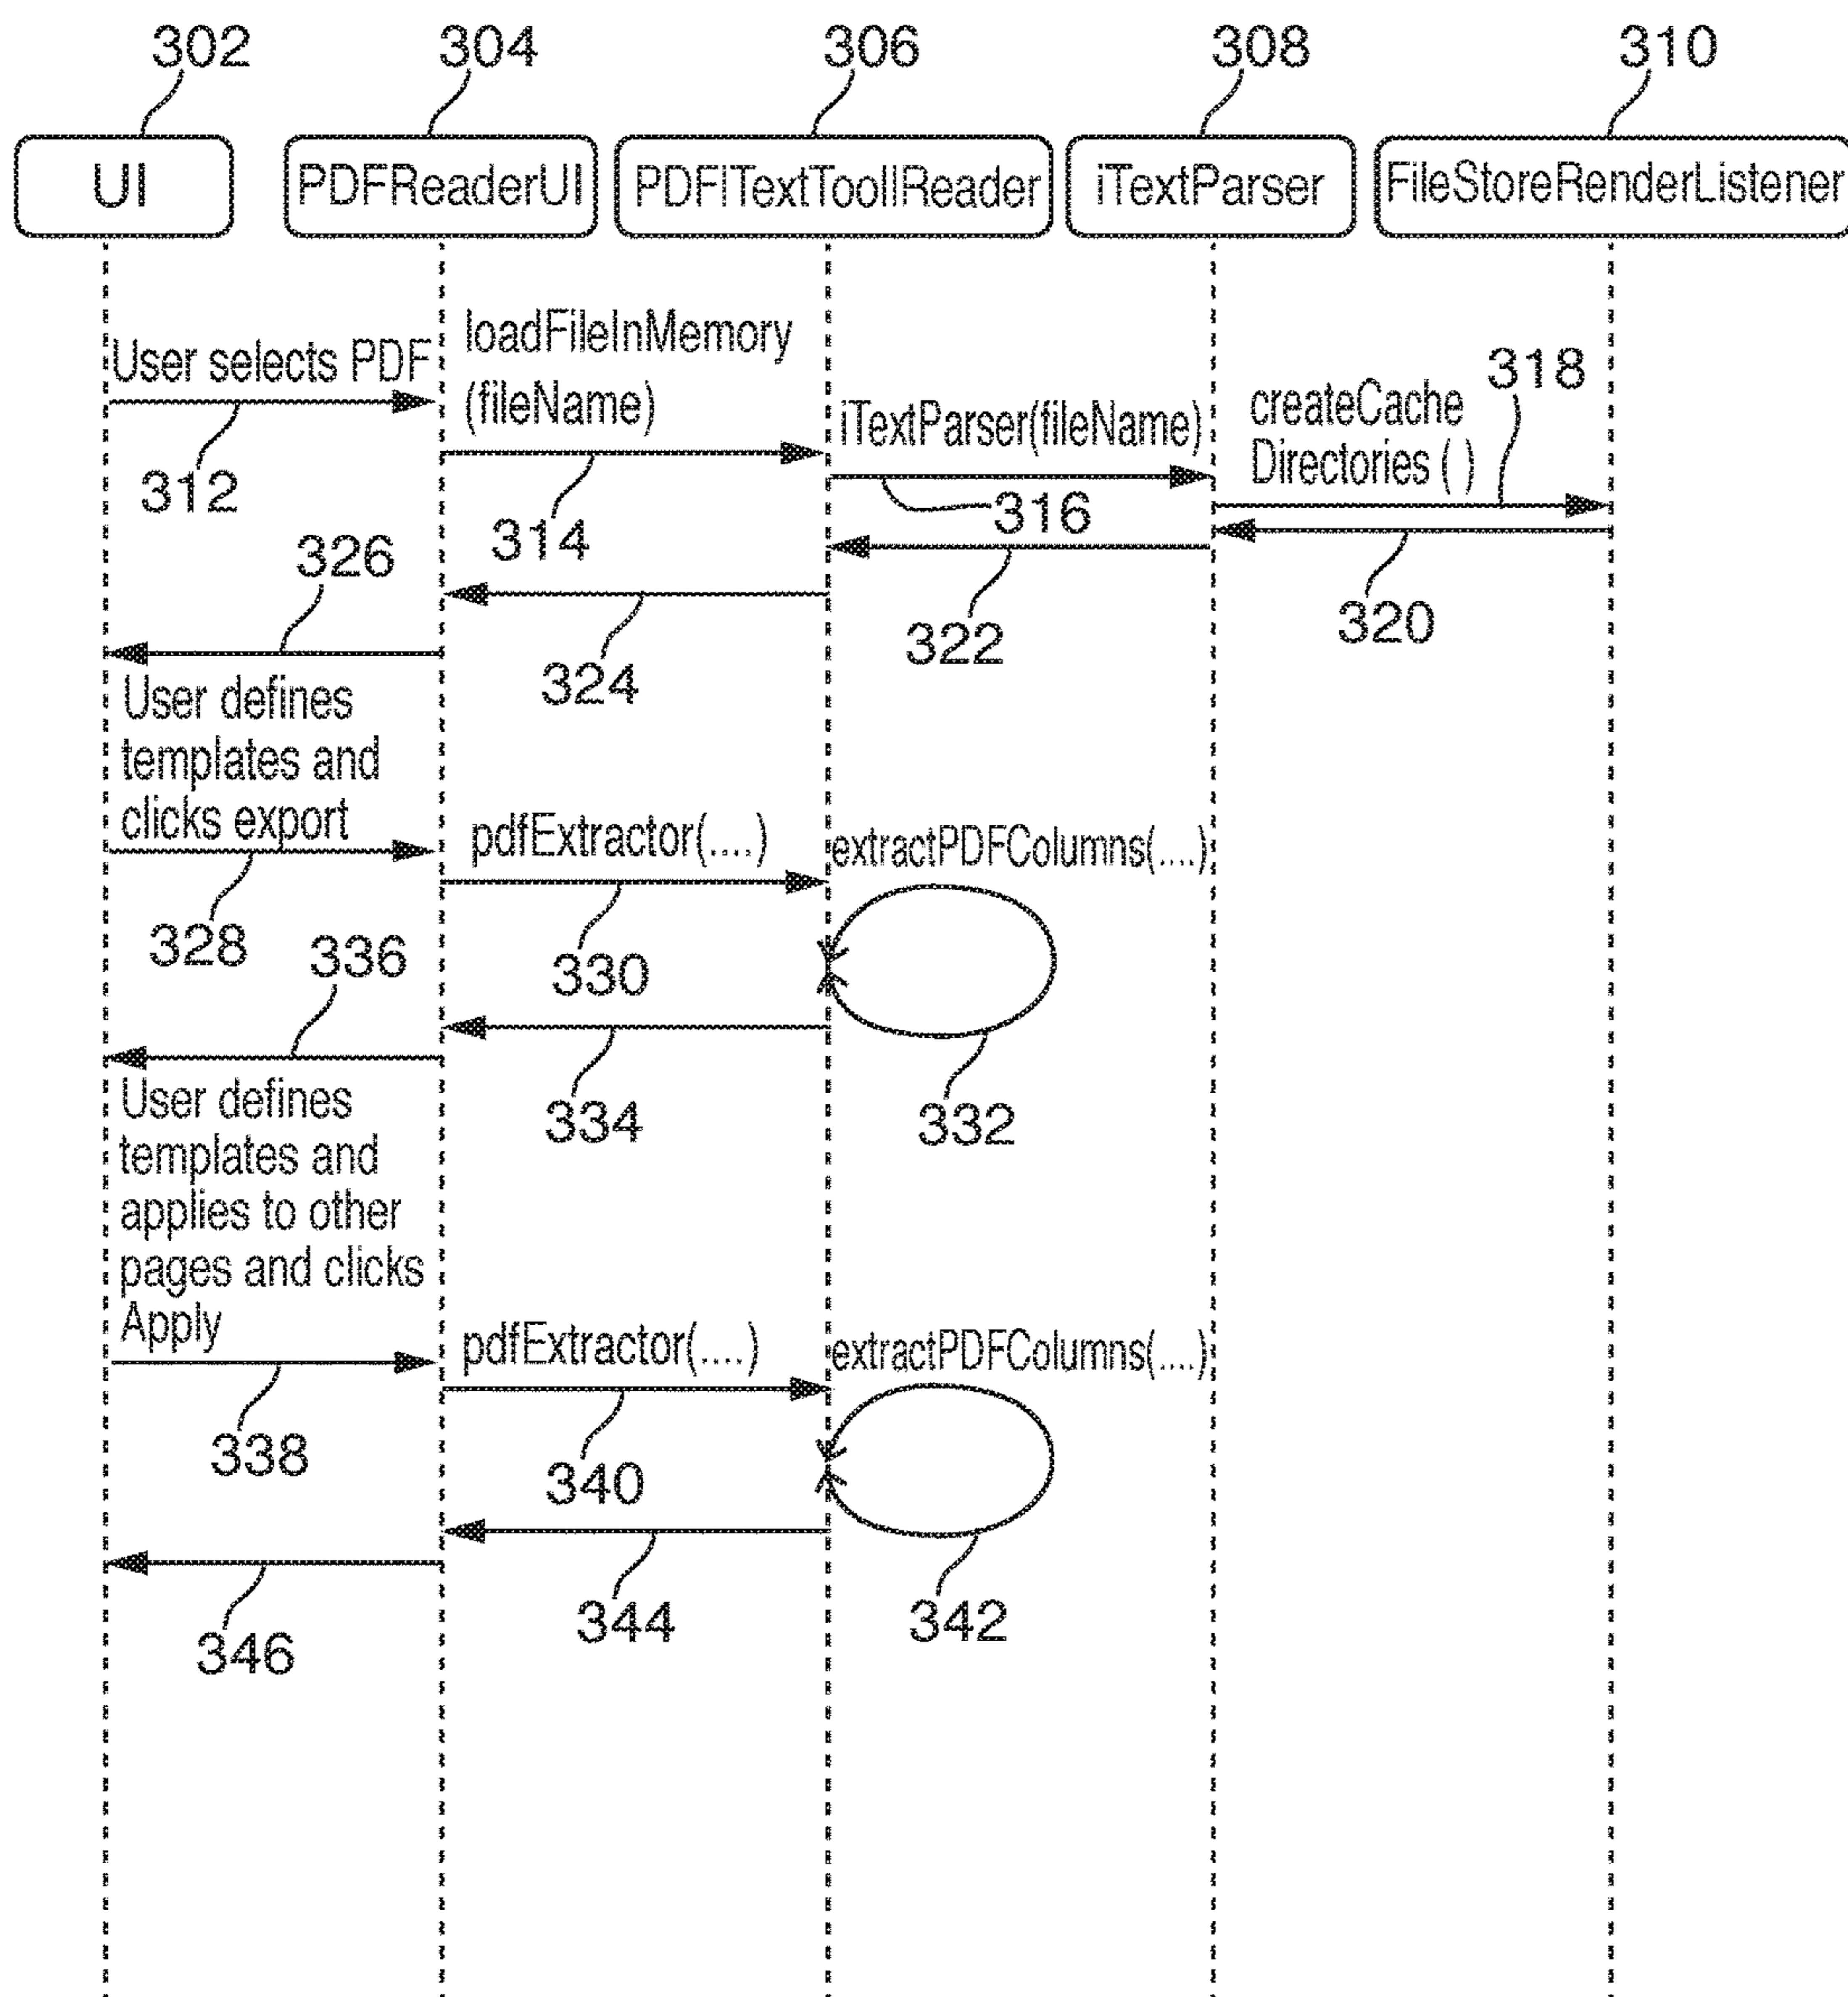 302
304
306
308
310
UI
PDFReaderUI
PDFITextToollReader
iTextParser
FileStoreRenderListener
loadFileInMemory
(fileName)
User selects PDF
318
createCache
Directories ( )
iTextParser(fileName)
312
314
316
326
320
322
324
User defines
templates and
clicks export
pdfExtractor(....)
extractPDFColumns(....)
328
336
330
334
332
User defines
templates and
applies to other
pages and clicks
Apply
pdfExtractor(....)
extractPDFColumns(....)
338
340
344
342
346